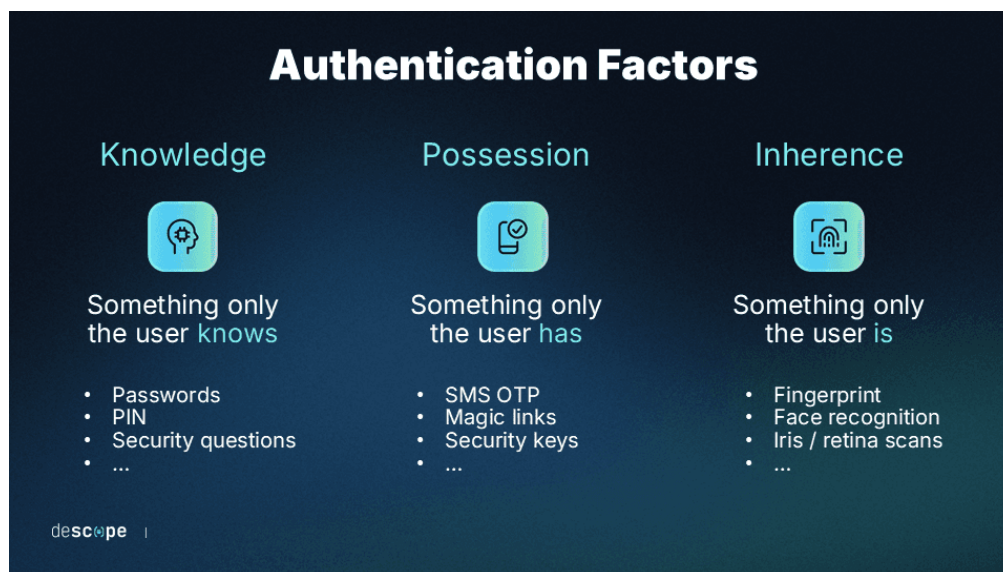 Authentication Factors
Knowledge
Something only
the user knows
• Passwords
• PIN
• Security questions
• ...
Possession
Something only
the user has
• SMS OTP
• Magic links
• Security keys
• ...
Inherence
Something only
the user is
• Fingerprint
• Face recognition
• Iris / retina scans
• ...
descope |